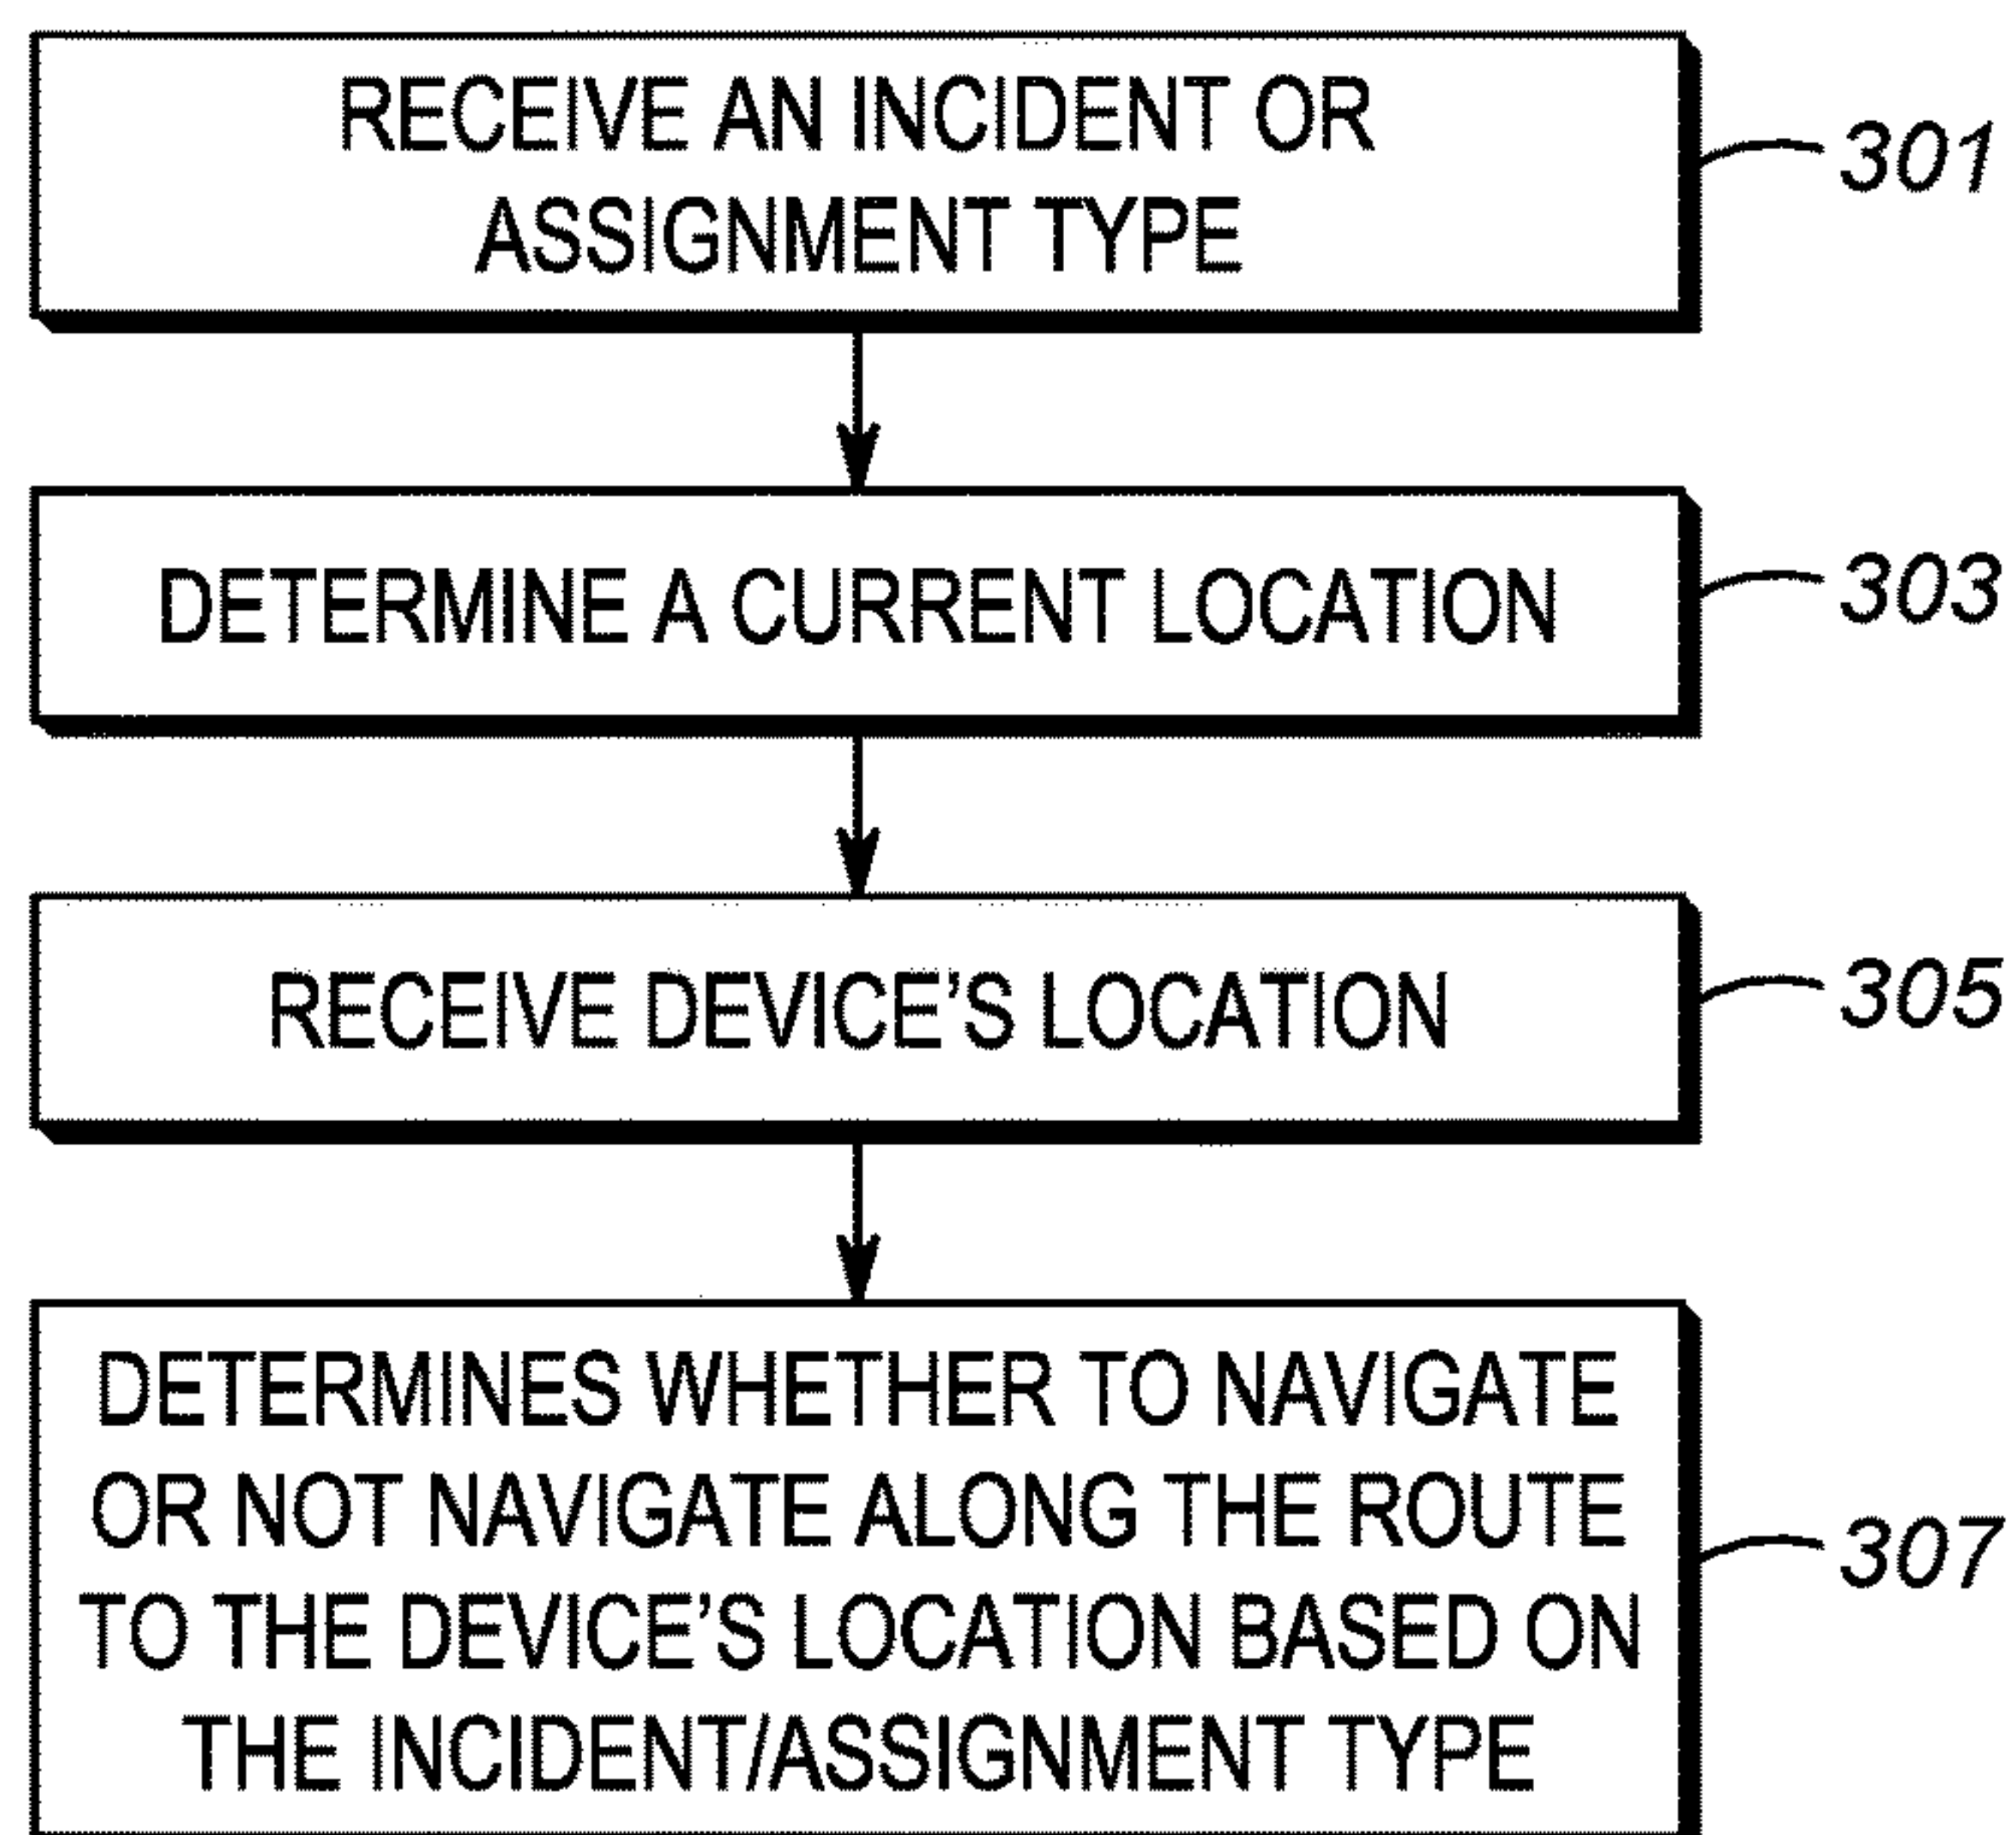 RECEIVE AN INCIDENT OR
ASSIGNMENT TYPE
301
DETERMINE A CURRENT LOCATION
303
RECEIVE DEVICE’S LOCATION
305
DETERMINES WHETHER TO NAVIGATE
OR NOT NAVIGATE ALONG THE ROUTE
TO THE DEVICE’S LOCATION BASED ON
THE INCIDENT/ASSIGNMENT TYPE
307